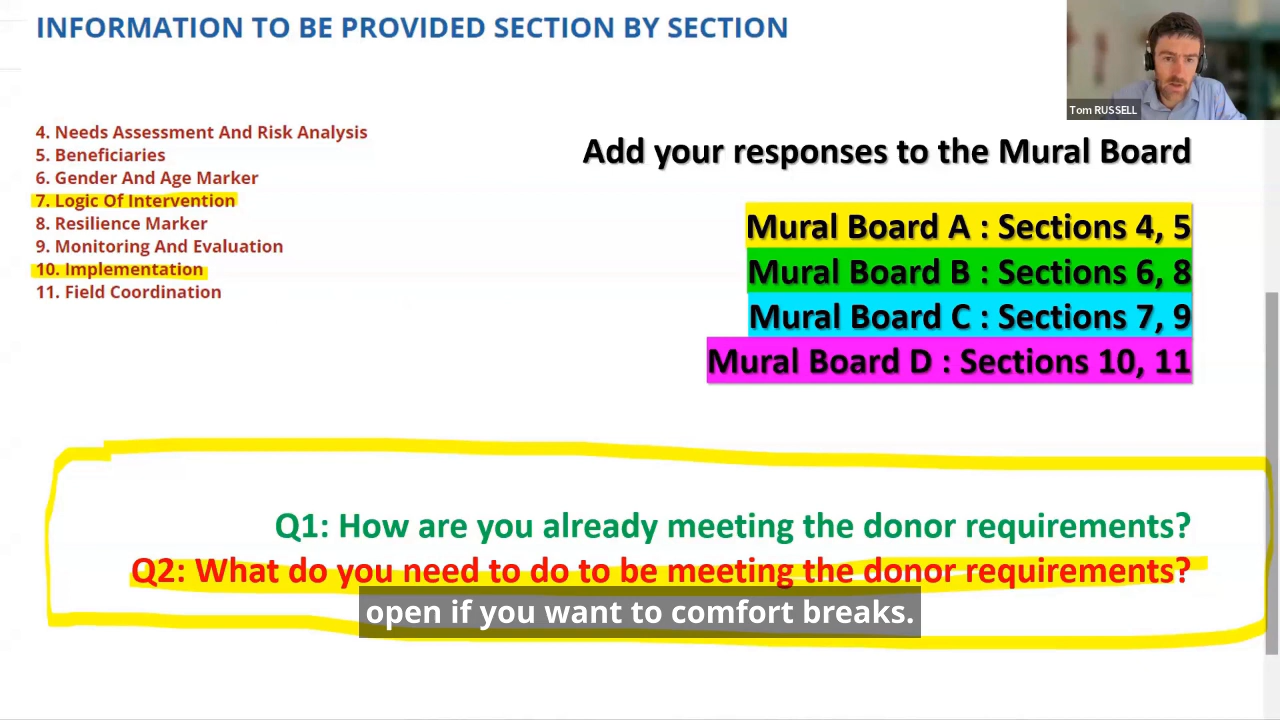 INFORMATION TO BE PROVIDED SECTION BY SECTION
Tom RUSSELL
4. Needs Assessment And Risk Analysis
5. Beneficiaries
6. Gender And Age Marker
7. Logic Of Intervention
8. Resilience Marker
9. Monitoring And Evaluation
10. Implementation
11. Field Coordination
Add your responses to the Mural Board
Mural Board A : Sections 4, 5
Mural Board B : Sections 6, 8
Mural Board C : Sections 7, 9
Mural Board D : Sections 10, 11
Q1: How are you already meeting the donor requirements?
Q2: What do you need to do to be meeting the donor requirements?
open if you want to comfort breaks.